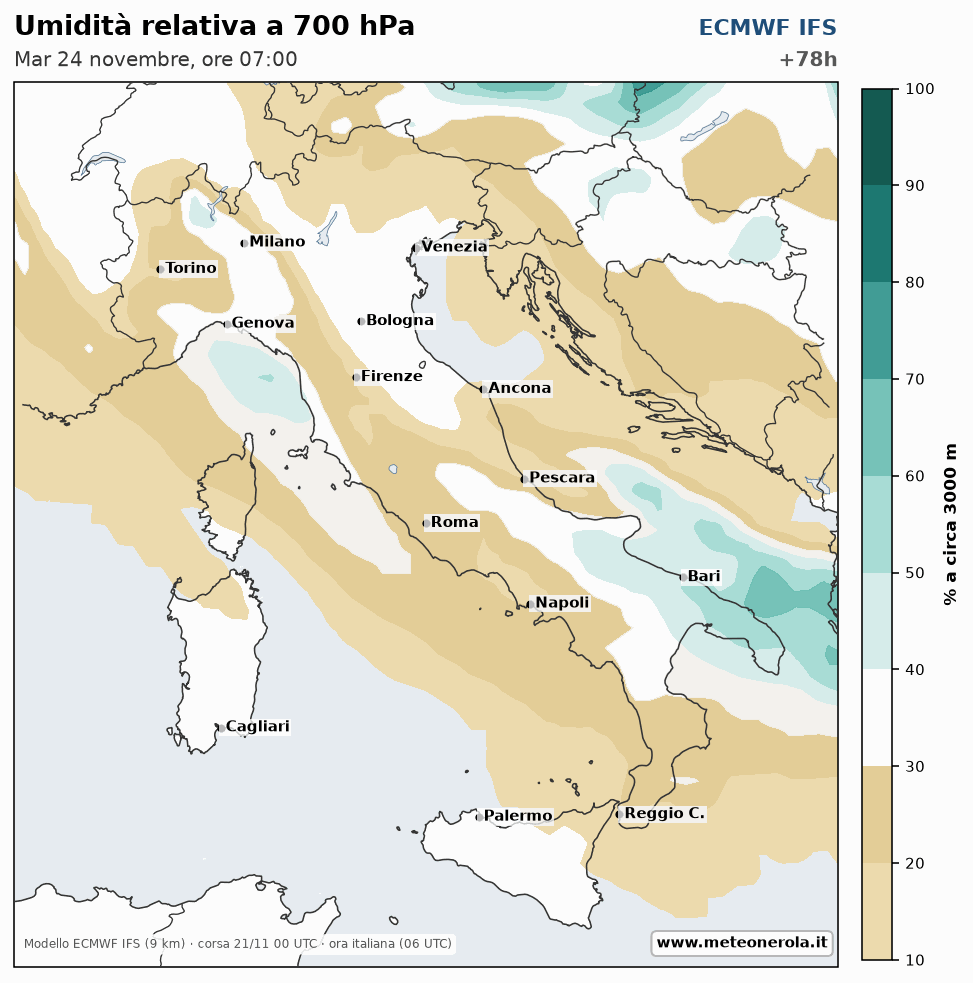 Umidità relativa a 700 hPa
ECMWF IFS
Mar 24 novembre, ore 07:00
+78h
100
90
80
70
60
50
40
30
20
10
% a circa 3000 m
Milano
Venezia
Torino
Genova
Bologna
Firenze
Ancona
Pescara
Roma
Bari
Napoli
Cagliari
Palermo
Reggio C.
Modello ECMWF IFS (9 km) · corsa 21/11 00 UTC · ora italiana (06 UTC)
www.meteonerola.it